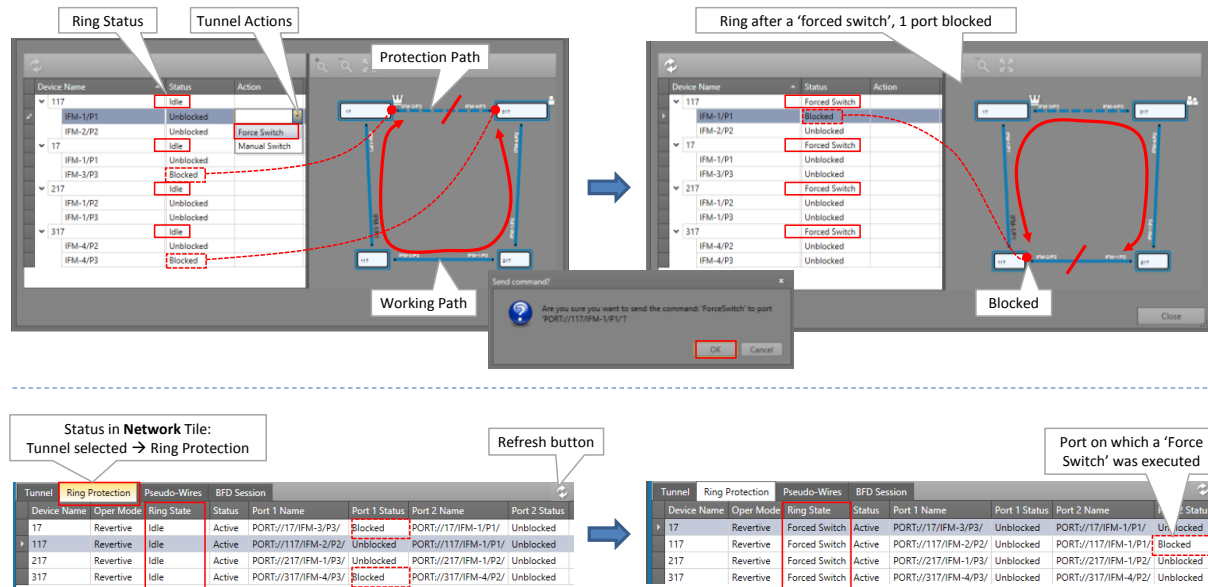 Ring Status
Tunnel Actions
Ring after a ‘forced switch’, 1 port blocked
Protection Path
Device Name Status Action
117 Idle
IFM-1/P1 Unblocked
IFM-2/P2 Unblocked Force Switch
17 Idle Manual Switch
IFM-1/P1 Unblocked
IFM-3/P3 Blocked
217 Idle
IFM-1/P2 Unblocked
IFM-1/P3 Unblocked
317 Idle
IFM-4/P2 Unblocked
IFM-4/P3 Blocked
17
317
117
217
Working Path
Device Name Status Action
117 Forced Switch
IFM-1/P1 Blocked
IFM-2/P2 Unblocked
17 Forced Switch
IFM-1/P1 Unblocked
IFM-3/P3 Unblocked
217 Forced Switch
IFM-1/P2 Unblocked
IFM-1/P3 Unblocked
317 Forced Switch
IFM-4/P2 Unblocked
IFM-4/P3 Unblocked
17
317
117
217
Blocked
Close
Send command?
x
Are you sure you want to send the command: 'ForceSwitch' to port
'PORT://117/IFM-1/P1/'?
OK Cancel
Status in Network Tile:
Tunnel selected → Ring Protection
Refresh button
Port on which a ‘Force
Switch’ was executed
Tunnel Ring Protection Pseudo-Wires BFD Session
Device Name Oper Mode Ring State Status Port 1 Name Port 1 Status Port 2 Name Port 2 Status
17 Revertive Idle Active PORT://17/IFM-3/P3/ Blocked PORT://17/IFM-1/P1/ Unblocked
117 Revertive Idle Active PORT://117/IFM-2/P2/ Unblocked PORT://117/IFM-1/P1/ Unblocked
217 Revertive Idle Active PORT://217/IFM-1/P3/ Unblocked PORT://217/IFM-1/P2/ Unblocked
317 Revertive Idle Active PORT://317/IFM-4/P3/ Blocked PORT://317/IFM-4/P2/ Unblocked
Tunnel Ring Protection Pseudo-Wires BFD Session
Device Name Oper Mode Ring State Status Port 1 Name Port 1 Status Port 2 Name Status
17 Revertive Forced Switch Active PORT://17/IFM-3/P3/ Unblocked PORT://17/IFM-1/P1/ Unblocked
117 Revertive Forced Switch Active PORT://117/IFM-2/P2/ Unblocked PORT://117/IFM-1/P1/ Blocked
217 Revertive Forced Switch Active PORT://217/IFM-1/P3/ Unblocked PORT://217/IFM-1/P2/ Unblocked
317 Revertive Forced Switch Active PORT://317/IFM-4/P3/ Unblocked PORT://317/IFM-4/P2/ Unblocked